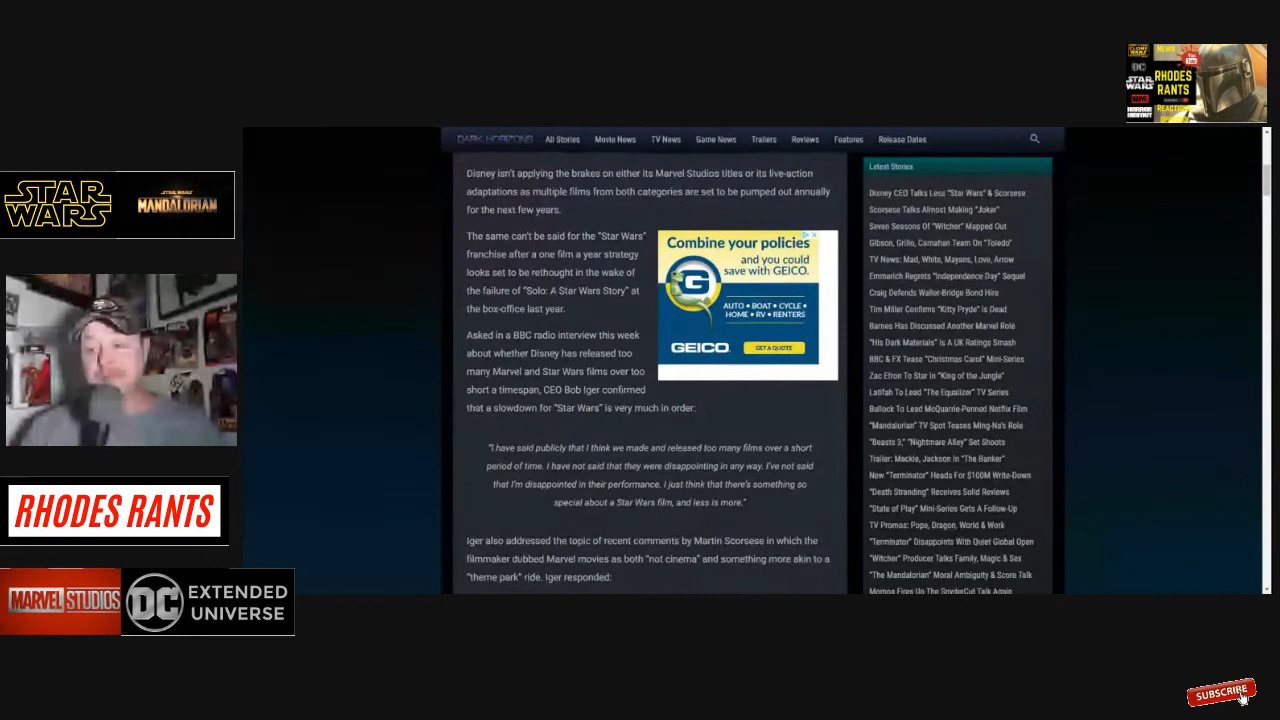 NEWS
You
Tube
DC
STAR
WARS
RHODES
RANTS
STAR
WARS
STAR WARS
THE
MANDALORIAN
RHODES RANTS
MARVEL STUDIOS
DC
EXTENDED
UNIVERSE
DARK HORIZONS All Stories Movie News TV News Game News Trailers Reviews Features Release Dates
Disney isn't applying the brakes on either its Marvel Studios titles or its live-action
adaptations as multiple films from both categories are set to be pumped out annually
for the next few years.
The same can't be said for the "Star Wars"
franchise after a one film a year strategy
looks set to be rethought in the wake of
the failure of "Solo: A Star Wars Story" at
the box-office last year.
Asked in a BBC radio interview this week
about whether Disney has released too
many Marvel and Star Wars films over too
short a timespan, CEO Bob Iger confirmed
that a slowdown for "Star Wars" is very much in order:
"I have said publicly that I think we made and released too many films over a short
period of time. I have not said that they were disappointing in any way. I've not said
that I'm disappointed in their performance. I just think that there's something so
special about a Star Wars film, and less is more."
Iger also addressed the topic of recent comments by Martin Scorsese in which the
filmmaker dubbed Marvel movies as both "not cinema" and something more akin to a
"theme park" ride. Iger responded:
Combine your policies
and you could
save with GEICO.
AUTO • BOAT • CYCLE •
HOME • RV • RENTERS
GEICO.
GET A QUOTE
Latest Stories
Disney CEO Talks Less "Star Wars" & Scorsese
Scorsese Talks Almost Making "Joker"
Seven Seasons Of "Witcher" Mapped Out
Gibson, Grillo, Carnahan Team On "Toledo"
TV News: Mad, White, Mayans, Love, Arrow
Emmerich Regrets "Independence Day" Sequel
Craig Defends Waller-Bridge Bond Hire
Tim Miller Confirms "Kitty Pryde" is Dead
Barnes Has Discussed Another Marvel Role
"His Dark Materials" is A UK Ratings Smash
BBC & FX Tease "Christmas Carol" Mini-Series
Zac Efron To Star In "King of the Jungle"
Latifah To Lead "The Equalizer" TV Series
Bullock To Lead McQuarrie-Penned Netflix Film
"Mandalorian" TV Spot Teases Ming-Na's Role
"Beasts 3," "Nightmare Alley" Set Shoots
Trailer: Mackie, Jackson In "The Banker"
New "Terminator" Heads For $100M Write-Down
"Death Stranding" Receives Solid Reviews
"State of Play" Mini-Series Gets A Follow-Up
TV Promos: Pope, Dragon, World & Work
"Terminator" Disappoints With Quiet Global Open
"Witcher" Producer Talks Family, Magic & Sex
"The Mandalorian" Moral Ambiguity & Score Talk
Momoa Fires Up The SnyderCut Talk Again
SUBSCRIBE